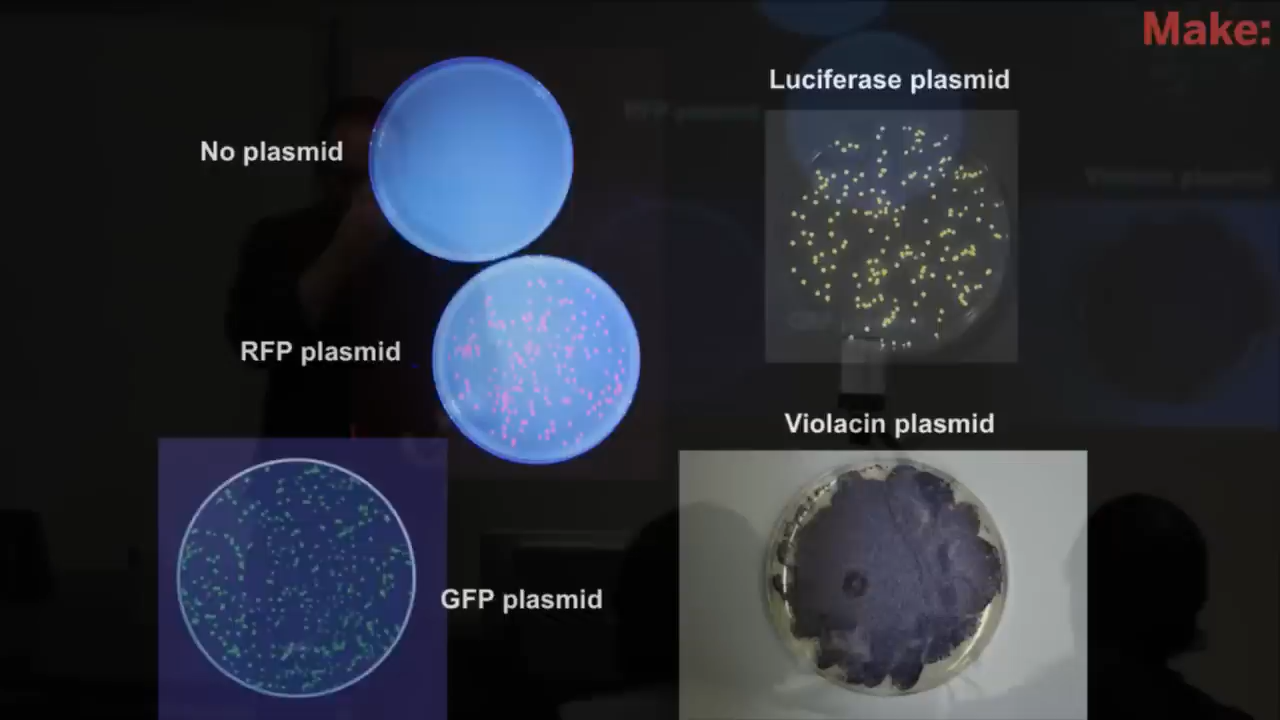 Make:
Luciferase plasmid
No plasmid
RFP plasmid
Violacin plasmid
GFP plasmid